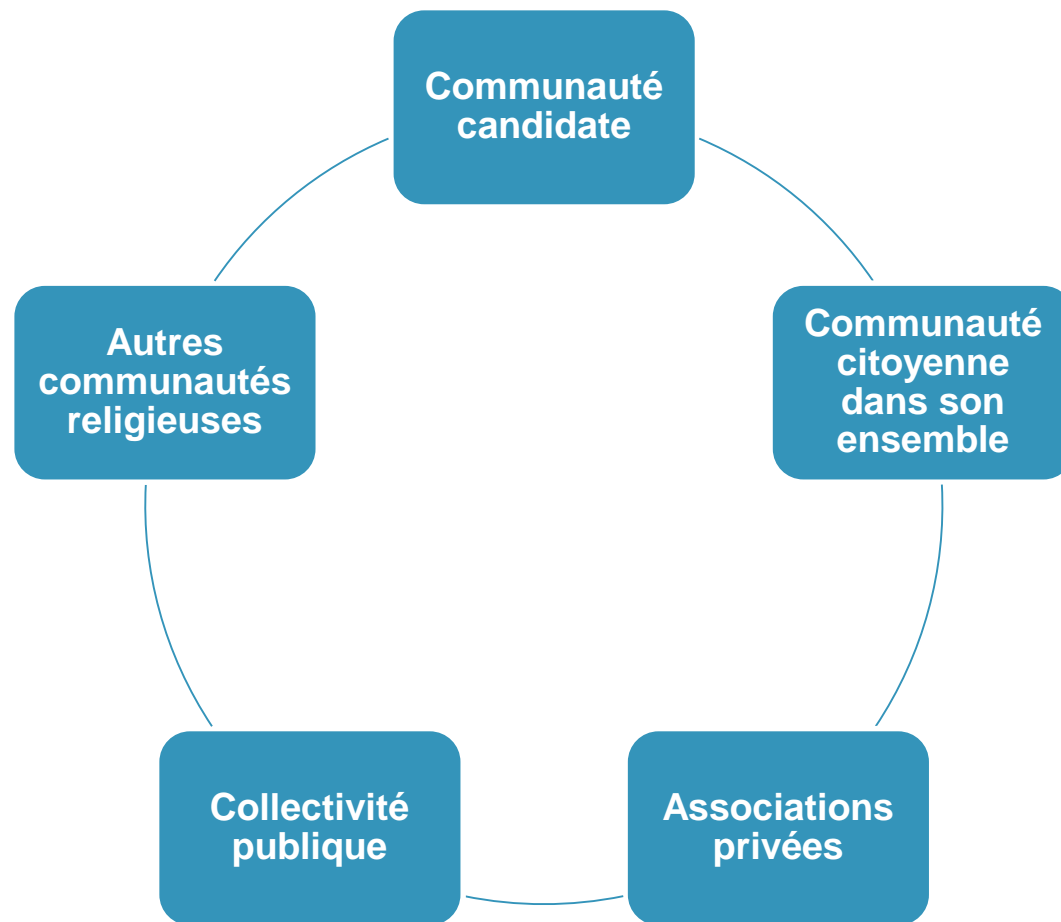 Communauté
candidate
Autres
communautés
religieuses
Communauté
citoyenne
dans son
ensemble
Collectivité
publique
Associations
privées